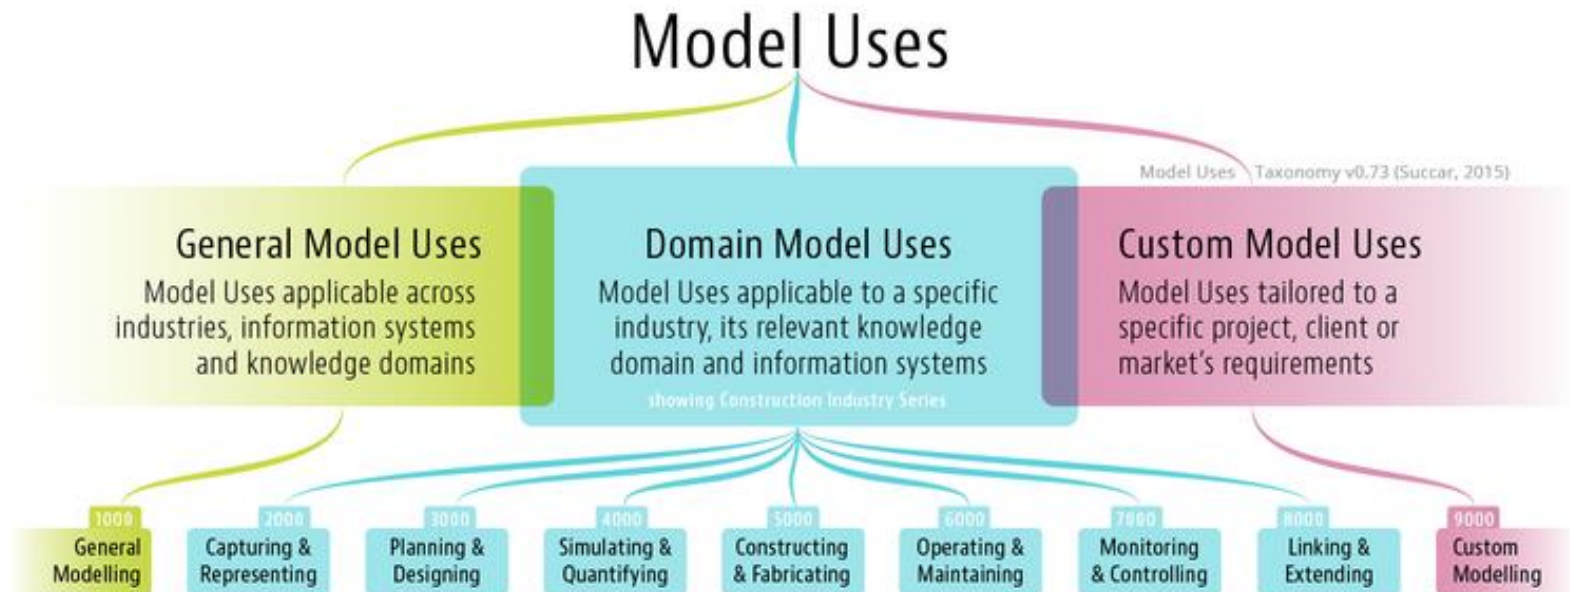 Model Uses
Model Uses Taxonomy v0.73 (Succar, 2015)
General Model Uses
Model Uses applicable across
industries, information systems
and knowledge domains
Domain Model Uses
Model Uses applicable to a specific
industry, its relevant knowledge
domain and information systems
showing Construction Industry Series
Custom Model Uses
Model Uses tailored to a
specific project, client or
market's requirements
1000
General
Modelling
2000
Capturing &
Representing
3000
Planning &
Designing
4000
Simulating &
Quantifying
5000
Constructing
& Fabricating
6000
Operating &
Maintaining
7000
Monitoring
& Controlling
8000
Linking &
Extending
9000
Custom
Modelling